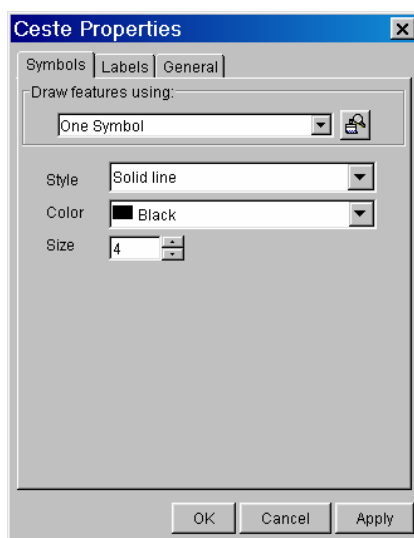 Ceste Properties
Symbols Labels General
Draw features using:
One Symbol
Style Solid line
Color Black
Size 4
OK Cancel Apply